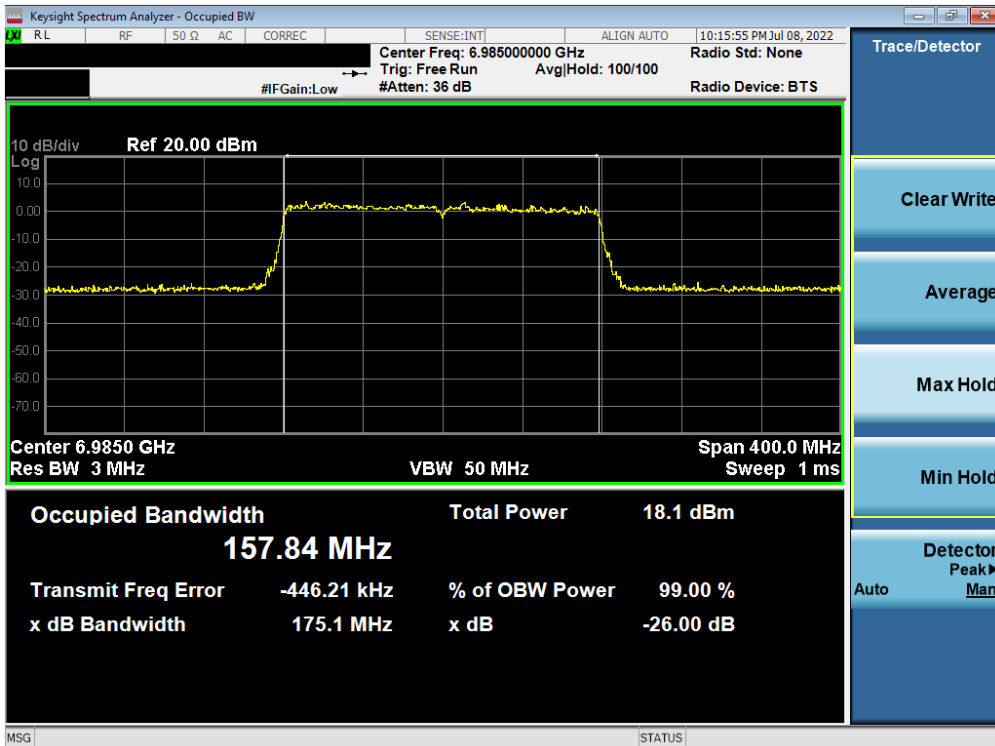 Keysight Spectrum Analyzer - Occupied BW
LXI RL RF 50 Ω AC CORREC SENSE:INT ALIGN AUTO 10:15:55 PM Jul 08, 2022
Center Freq: 6.985000000 GHz Radio Std: None
Trig: Free Run Avg|Hold: 100/100
#IFGain:Low #Atten: 36 dB Radio Device: BTS
Trace/Detector
10 dB/div Ref 20.00 dBm
Log
10.0
0.00
-10.0
-20.0
-30.0
-40.0
-50.0
-60.0
-70.0
Center 6.9850 GHz Span 400.0 MHz
Res BW 3 MHz VBW 50 MHz Sweep 1 ms
Clear Write
Average
Max Hold
Min Hold
Detector
Peak▶
Auto Man
Occupied Bandwidth Total Power 18.1 dBm
157.84 MHz
Transmit Freq Error -446.21 kHz % of OBW Power 99.00 %
x dB Bandwidth 175.1 MHz x dB -26.00 dB
MSG STATUS